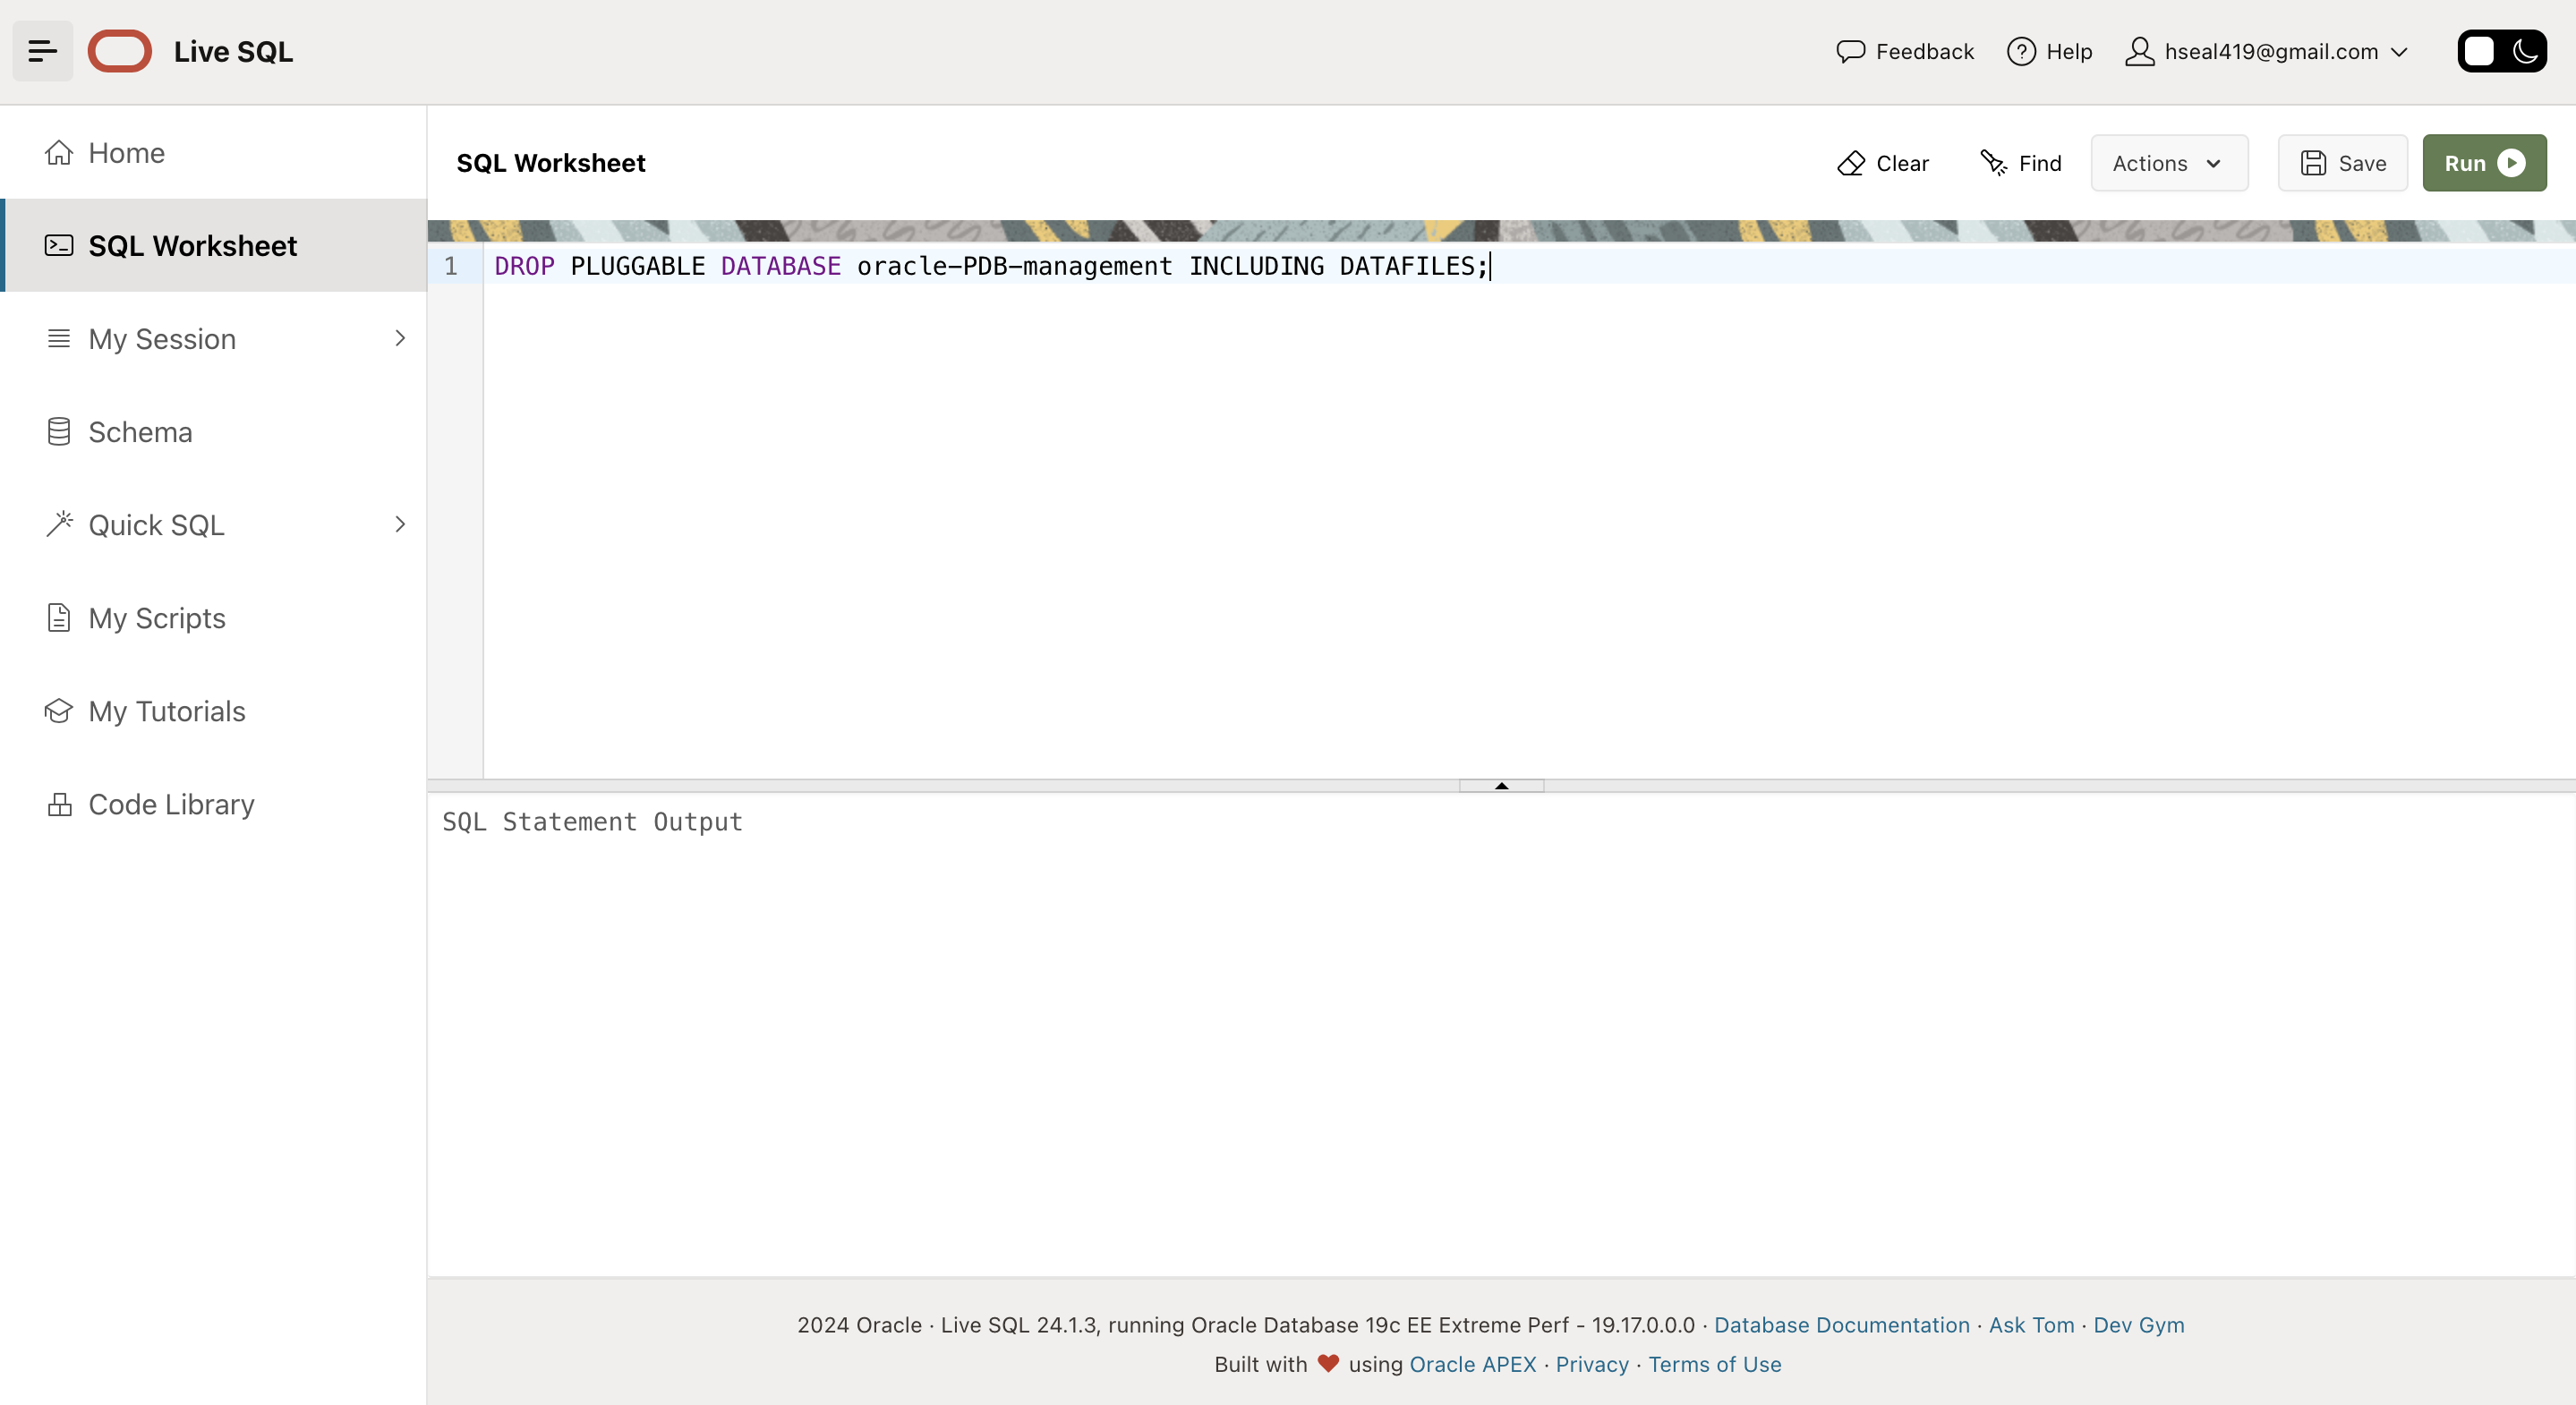 Live SQL
Feedback
Help
hseal419@gmail.com
Home
SQL Worksheet
My Session
Schema
Quick SQL
My Scripts
My Tutorials
Code Library
SQL Worksheet
Clear
Find
Actions
Save
Run
1 DROP PLUGGABLE DATABASE oracle-PDB-management INCLUDING DATAFILES;
SQL Statement Output
2024 Oracle · Live SQL 24.1.3, running Oracle Database 19c EE Extreme Perf - 19.17.0.0.0 · Database Documentation · Ask Tom · Dev Gym
Built with ❤ using Oracle APEX · Privacy · Terms of Use